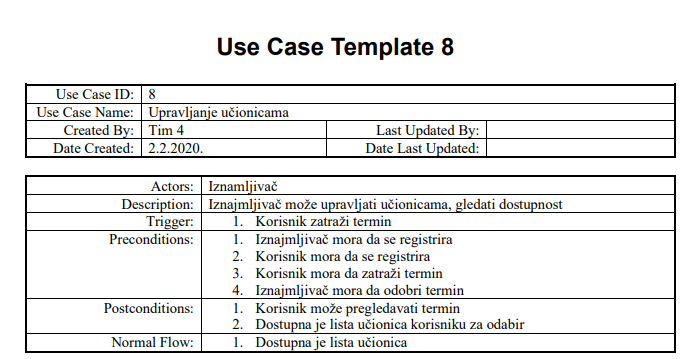 Use Case Template 8
Use Case ID: 8
Use Case Name: Upravljanje učionicama
Created By: Tim 4 Last Updated By:
Date Created: 2.2.2020. Date Last Updated:
Actors: Iznamljivač
Description: Iznajmljivač može upravljati učionicama, gledati dostupnost
Trigger: 1. Korisnik zatraži termin
Preconditions: 1. Iznajmljivač mora da se registrira
2. Korisnik mora da se registrira
3. Korisnik mora da zatraži termin
4. Iznajmljivač mora da odobri termin
Postconditions: 1. Korisnik može pregledavati termin
2. Dostupna je lista učionica korisniku za odabir
Normal Flow: 1. Dostupna je lista učionica